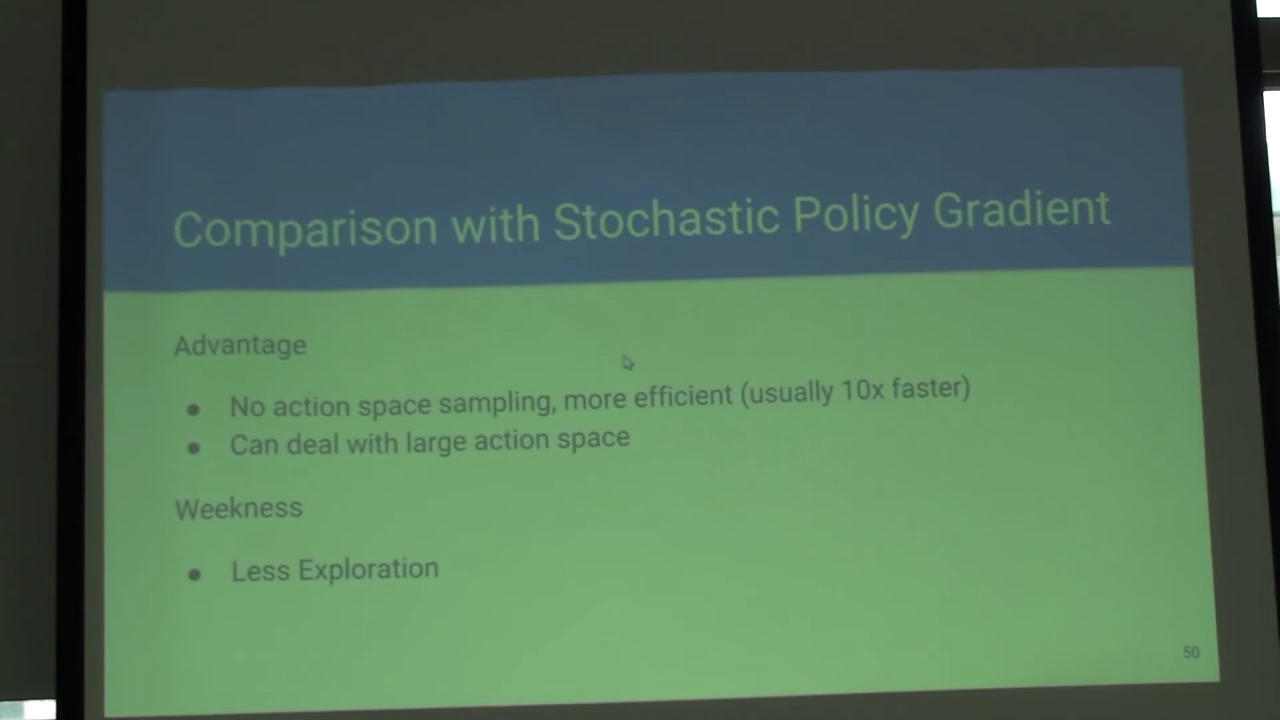 Comparison with Stochastic Policy Gradient
Advantage
● No action space sampling, more efficient (usually 10x faster)
● Can deal with large action space
Weekness
● Less Exploration
50